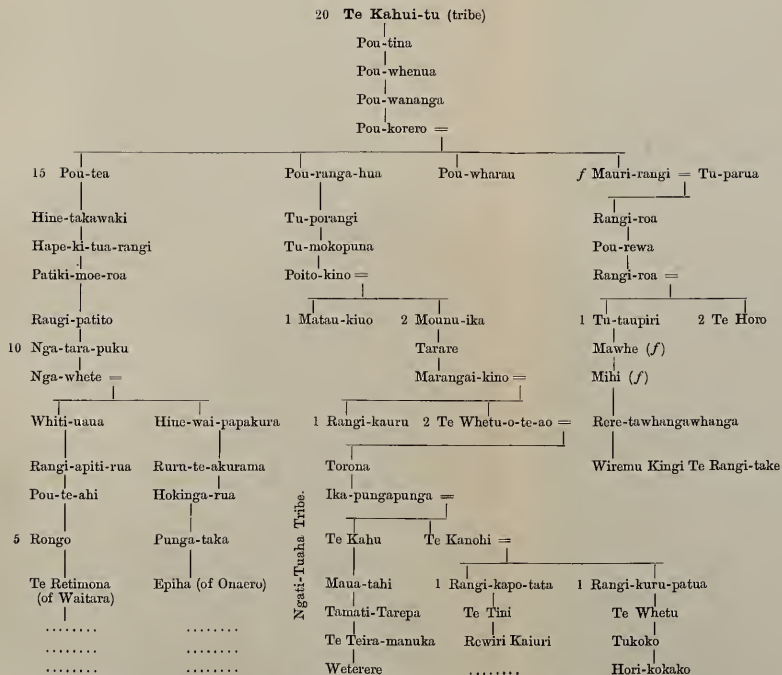 20 Te Kahui-tu (tribe)
Pou-tina
Pou-whenua
Pou-wananga
Pou-korero =
15 Pou-tea Pou-ranga-hua Pou-wharau f Mauri-rangi = Tu-parua
Hine-takawaki Tu-porangi Rangi-roa
Hape-ki-tua-rangi Tu-mokopuna Pou-rewa
Patiki-moe-roa Poito-kino = Rangi-roa =
Raugi-patito 1 Matau-kiuo 2 Mounu-ika 1 Tu-taupiri 2 Te Horo
10 Nga-tara-puku Tarare Mawhe (f)
Nga-whete = Marangai-kino = Mihi (f)
Whiti-uaua Hiue-wai-papakura 1 Rangi-kauru 2 Te Whetu-o-te-ao = Rere-tawhangawhanga
Rangi-apiti-rua Ruru-te-akurama Torona Wiremu Kingi Te Rangi-take
Pou-te-ahi Hokinga-rua Ika-pungapunga =
Ngati-Tuaha Tribe.
5 Rongo Punga-taka Te Kahu Te Kanohi =
Te Retimona Epiha (of Onaero) Maua-tahi 1 Rangi-kapo-tata 1 Rangi-kuru-patua
(of Waitara)
Tamati-Tarepa Te Tini Te Whetu
........ ........ Te Teira-manuka Rewiri Kaiuri Tukoko
........ ........ Weterere ........ Hori-kokako